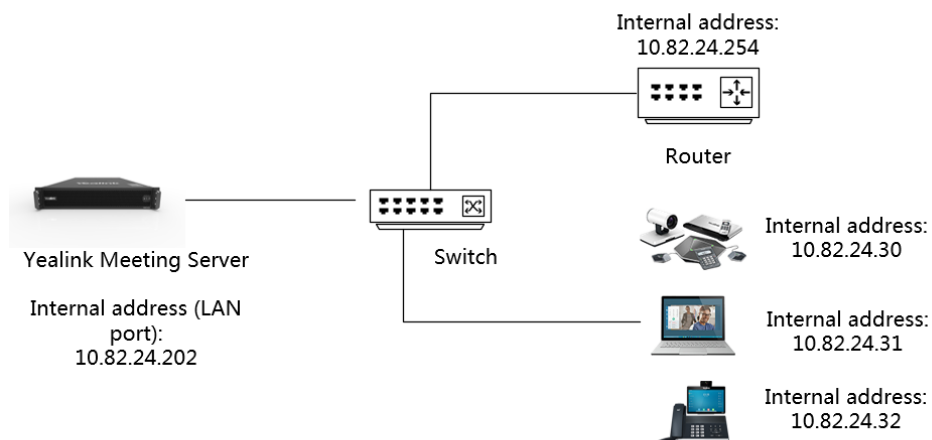 Internal address:
10.82.24.254
Router
Yealink Meeting Server
Internal address (LAN
port):
10.82.24.202
Switch
Internal address:
10.82.24.30
Internal address:
10.82.24.31
Internal address:
10.82.24.32